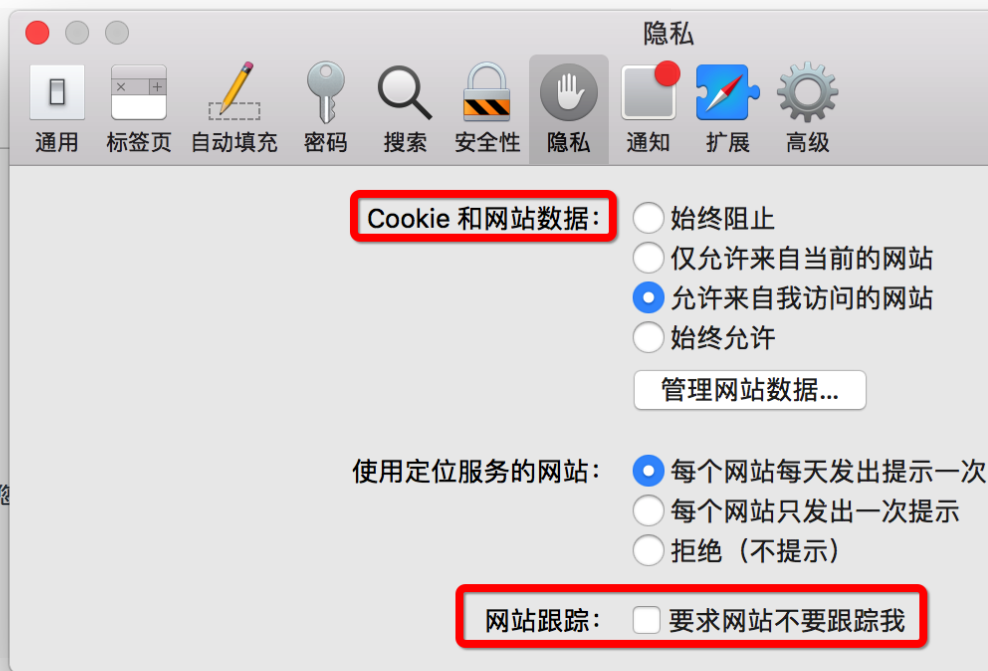 隐私
通用 标签页 自动填充 密码 搜索 安全性 隐私 通知 扩展 高级
Cookie 和网站数据： 始终阻止
仅允许来自当前的网站
允许来自我访问的网站
始终允许
管理网站数据...
使用定位服务的网站： 每个网站每天发出提示一次
每个网站只发出一次提示
拒绝（不提示）
网站跟踪： 要求网站不要跟踪我